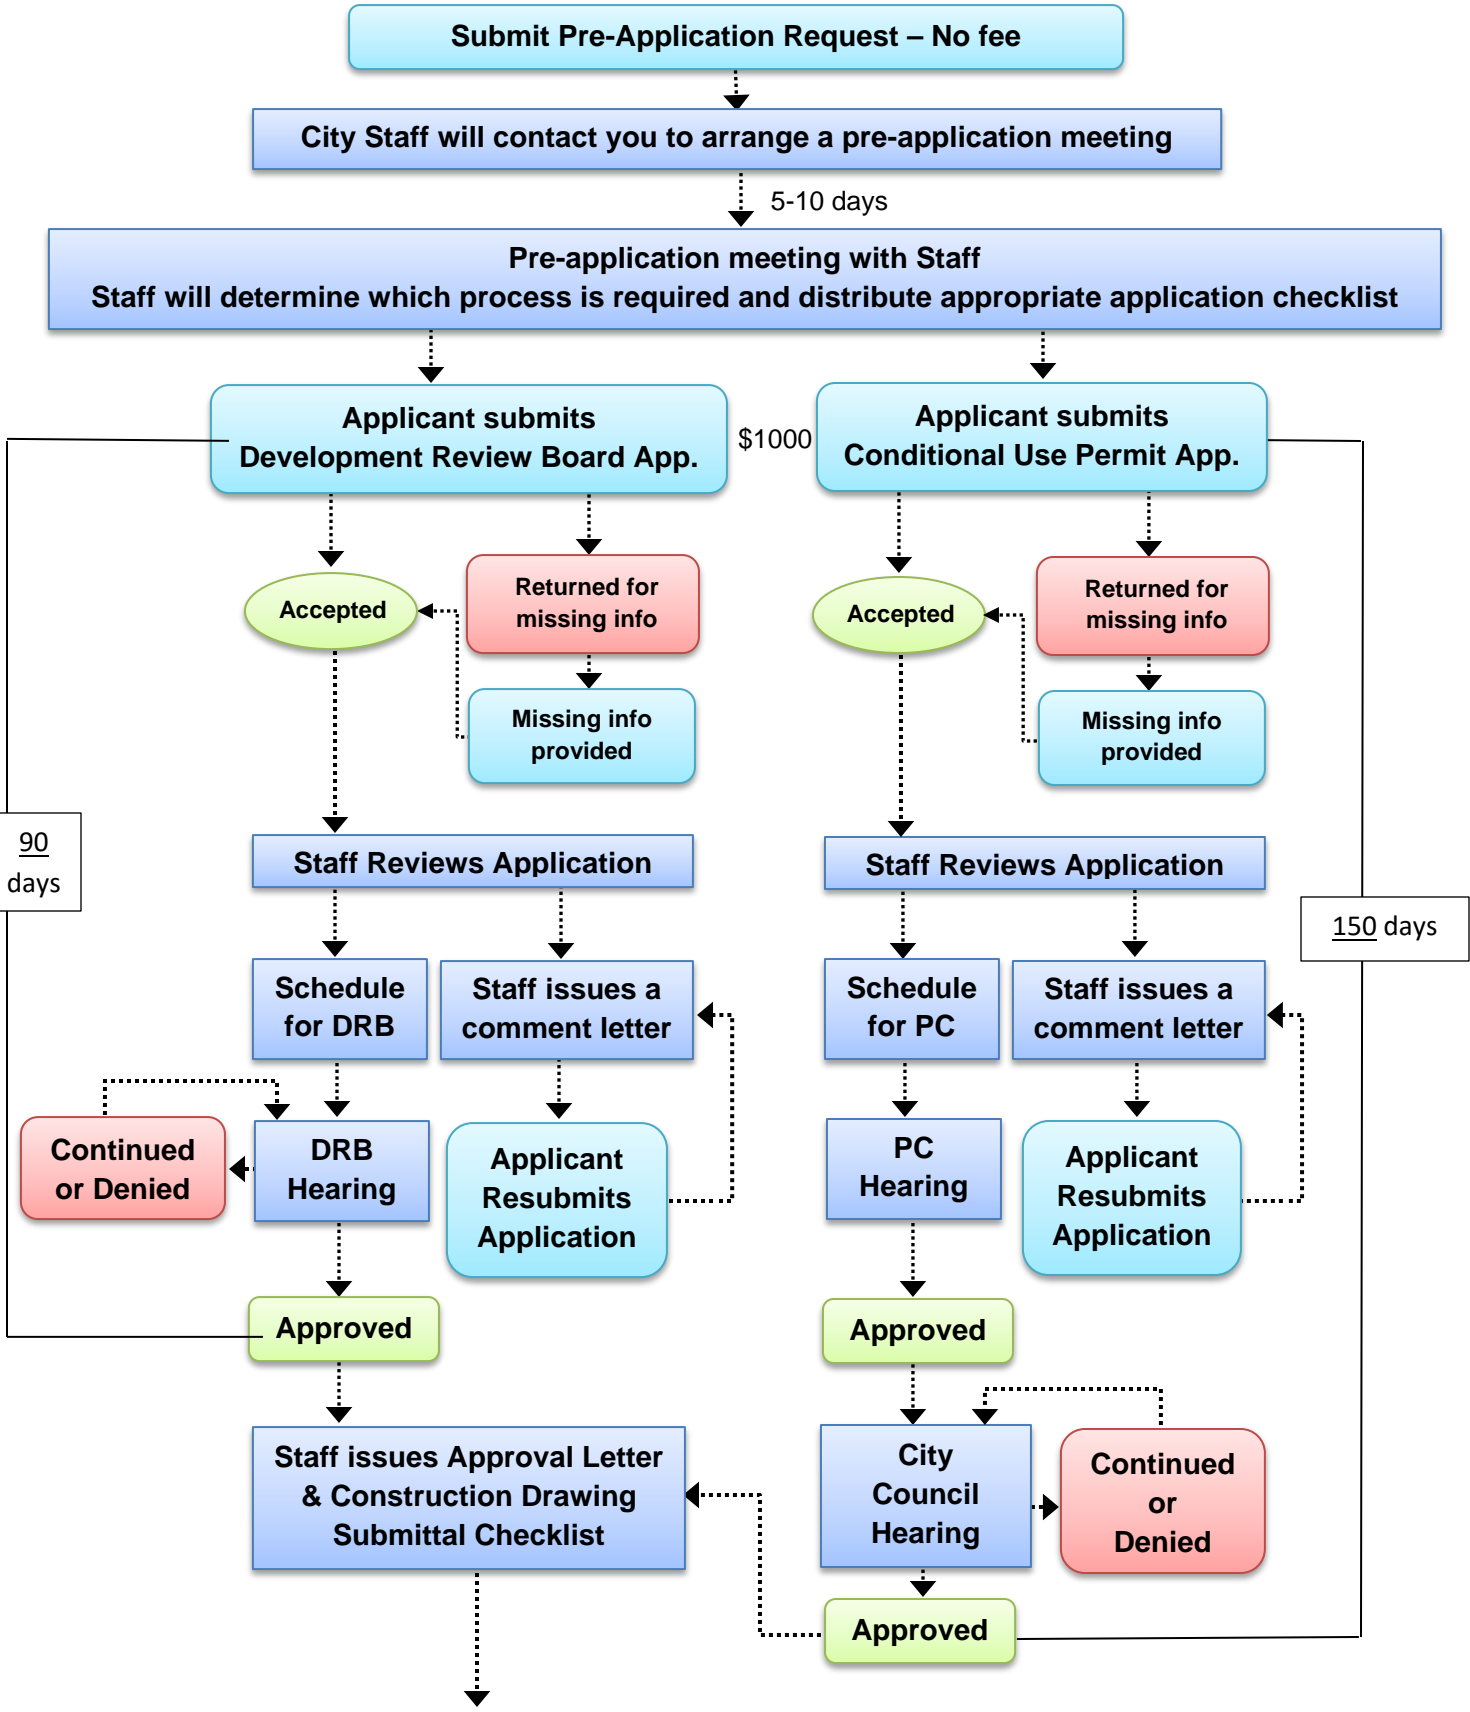 Submit Pre-Application Request – No fee
City Staff will contact you to arrange a pre-application meeting
5-10 days
Pre-application meeting with Staff
Staff will determine which process is required and distribute appropriate application checklist
Applicant submits
Development Review Board App.
$1000
Applicant submits
Conditional Use Permit App.
Accepted
Returned for
missing info
Missing info
provided
Accepted
Returned for
missing info
Missing info
provided
90
days
Staff Reviews Application
Staff Reviews Application
150 days
Schedule
for DRB
Staff issues a
comment letter
Schedule
for PC
Staff issues a
comment letter
Continued
or Denied
DRB
Hearing
Applicant
Resubmits
Application
PC
Hearing
Applicant
Resubmits
Application
Approved
Approved
Staff issues Approval Letter
& Construction Drawing
Submittal Checklist
City
Council
Hearing
Continued
or
Denied
Approved